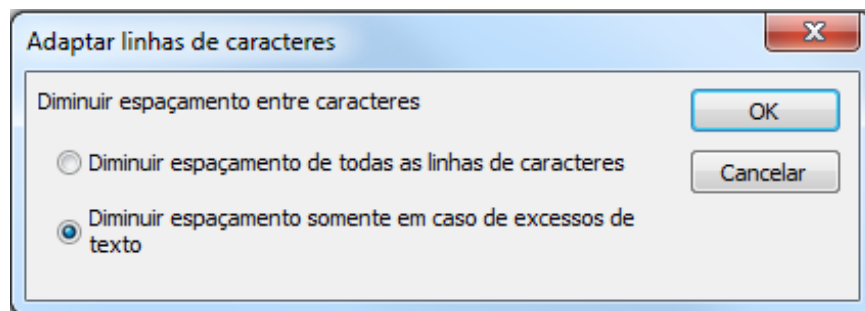 Adaptar linhas de caracteres
Diminuir espaçamento entre caracteres
OK
Diminuir espaçamento de todas as linhas de caracteres
Cancelar
Diminuir espaçamento somente em caso de excessos de
texto